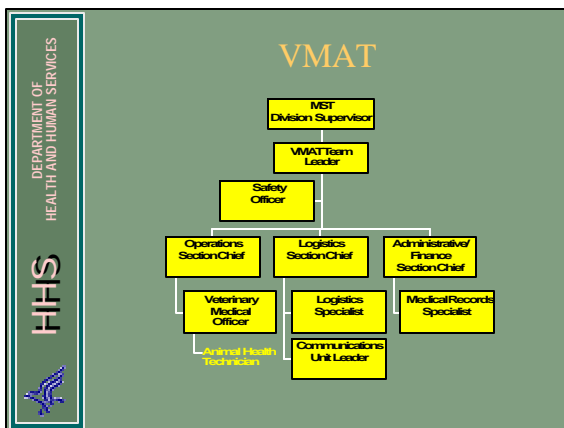 DEPARTMENT OF
HEALTH AND HUMAN SERVICES
HHS
VMAT
MST
Division Supervisor
VMAT Team
Leader
Safety
Officer
Operations
Section Chief
Logistics
Section Chief
Administrative/
Finance
Section Chief
Veterinary
Medical
Officer
Logistics
Specialist
Medical Records
Specialist
Animal Health
Technician
Communications
Unit Leader